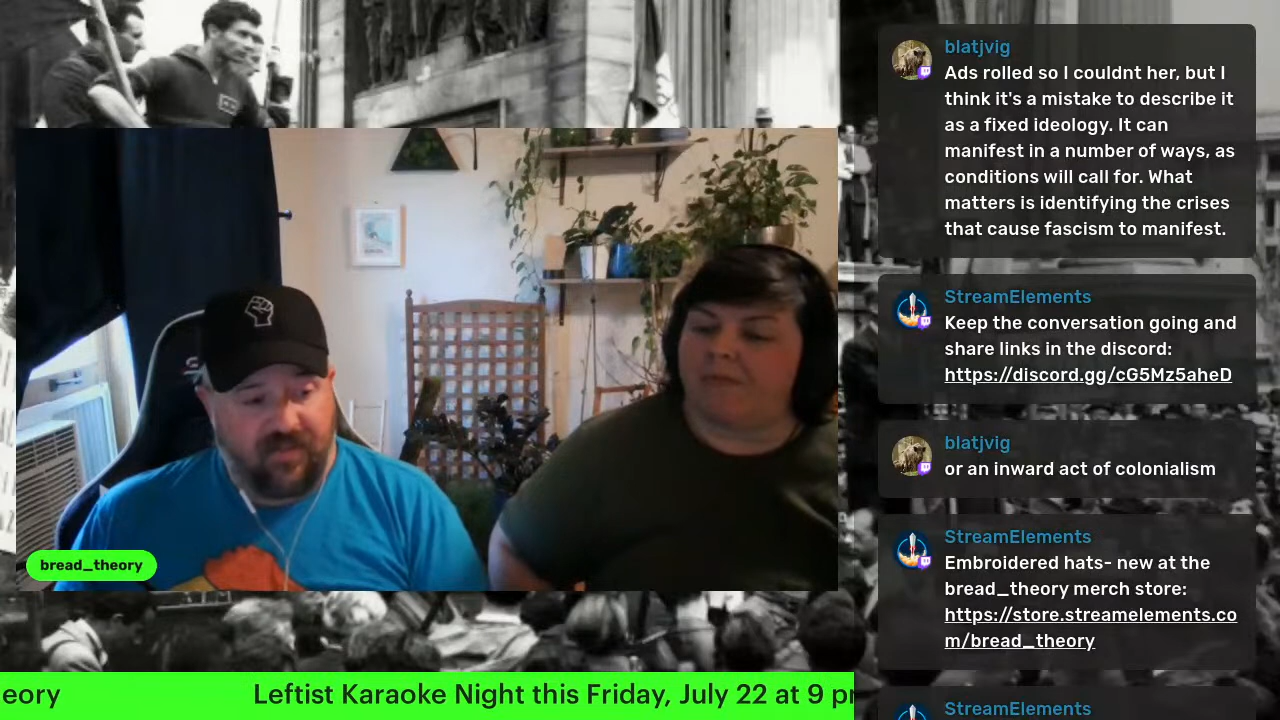 blatjvig
Ads rolled so I couldnt her, but I
think it's a mistake to describe it
as a fixed ideology. It can
manifest in a number of ways, as
conditions will call for. What
matters is identifying the crises
that cause fascism to manifest.
StreamElements
Keep the conversation going and
share links in the discord:
https://discord.gg/cG5Mz5aheD
blatjvig
or an inward act of colonialism
StreamElements
Embroidered hats- new at the
bread_theory merch store:
https://store.streamelements.co
m/bread_theory
StreamElements
bread_theory
eory Leftist Karaoke Night this Friday, July 22 at 9 pm